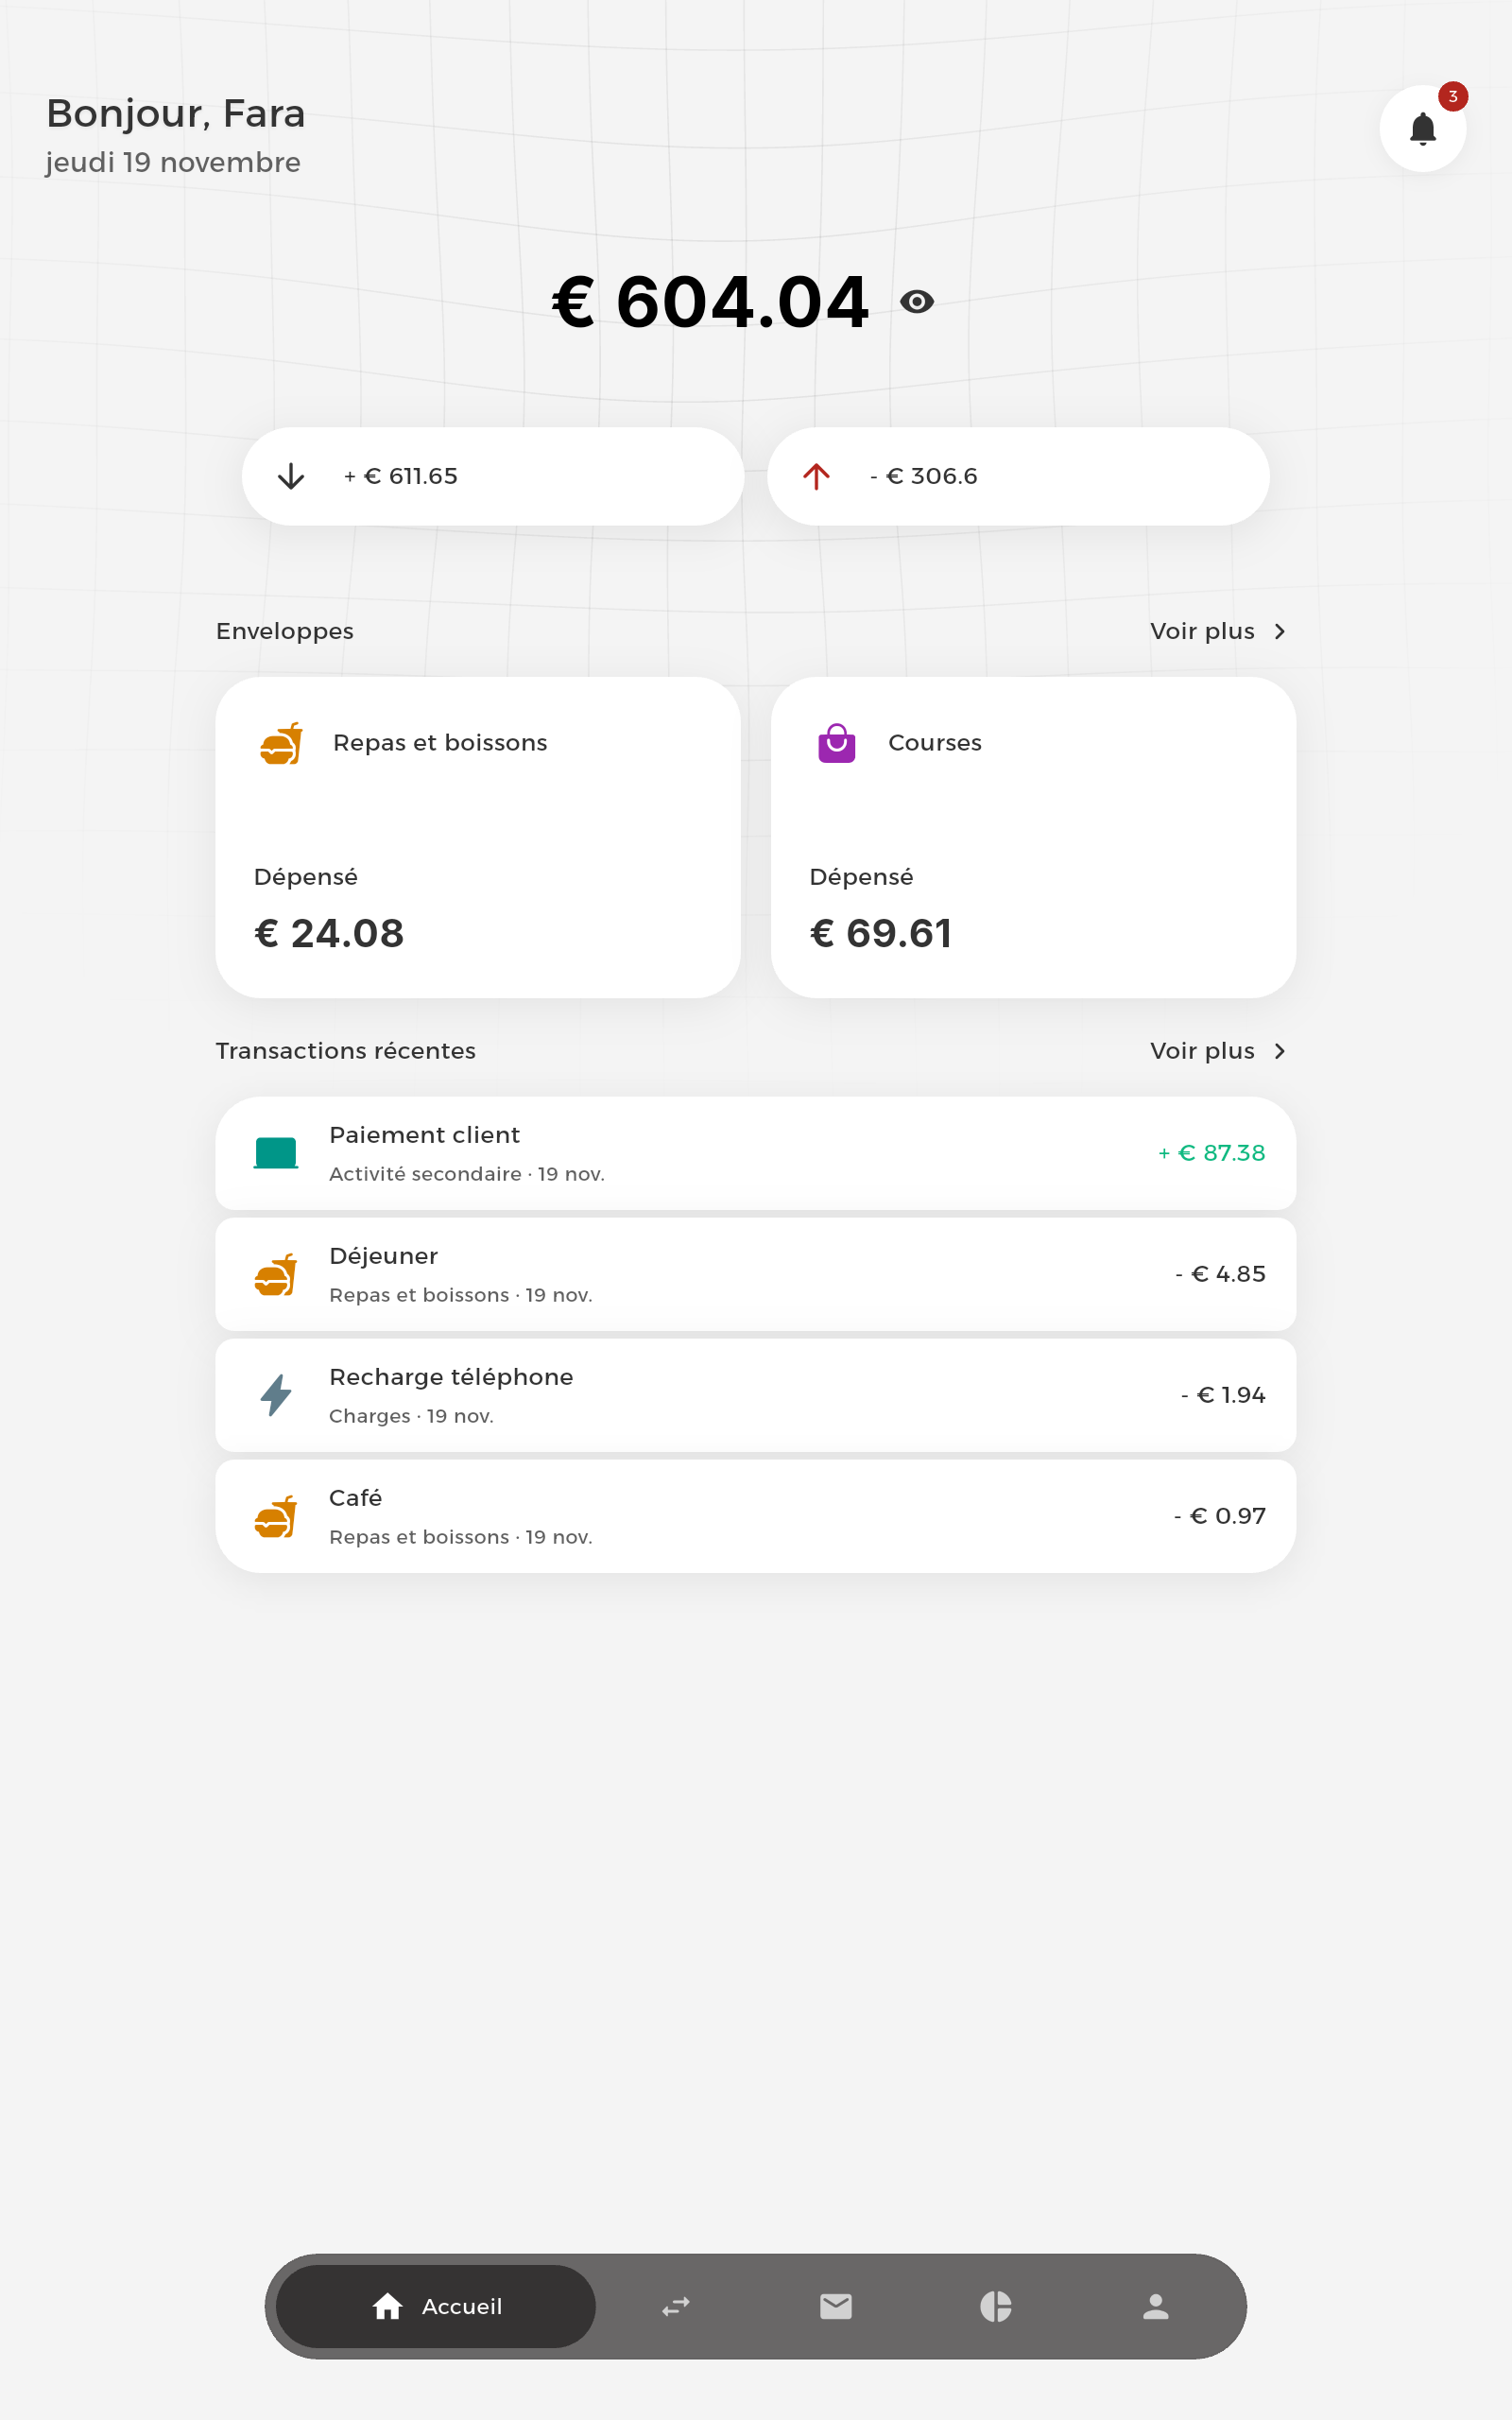 Bonjour, Fara
jeudi 19 novembre
3
€ 604.04
+ € 611.65
- € 306.6
Enveloppes
Voir plus
Repas et boissons
Dépensé
€ 24.08
Courses
Dépensé
€ 69.61
Transactions récentes
Voir plus
Paiement client
Activité secondaire · 19 nov.
+ € 87.38
Déjeuner
Repas et boissons · 19 nov.
- € 4.85
Recharge téléphone
Charges · 19 nov.
- € 1.94
Café
Repas et boissons · 19 nov.
- € 0.97
Accueil